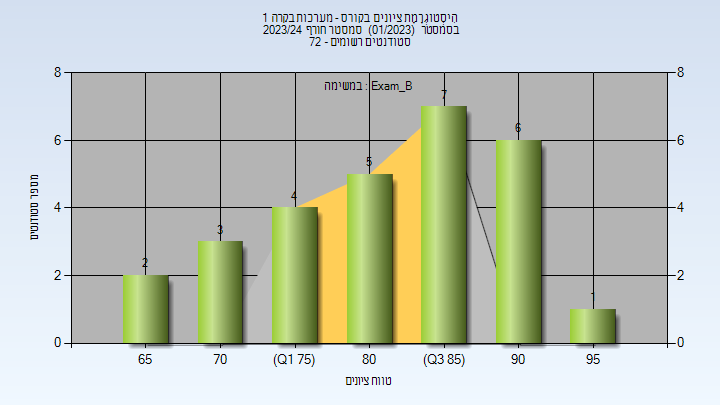 היסטוגרמת ציונים בקורס - מערכות בקרה 1
בסמסטר (01/2023) סמסטר חורף 2023/24
סטודנטים רשומים - 72
במשימה : Exam_B
מספר סטודנטים
8
6
4
2
0
8
6
4
2
0
2
3
4
5
7
6
1
65
70
(Q1 75)
80
(Q3 85)
90
95
טווח ציונים